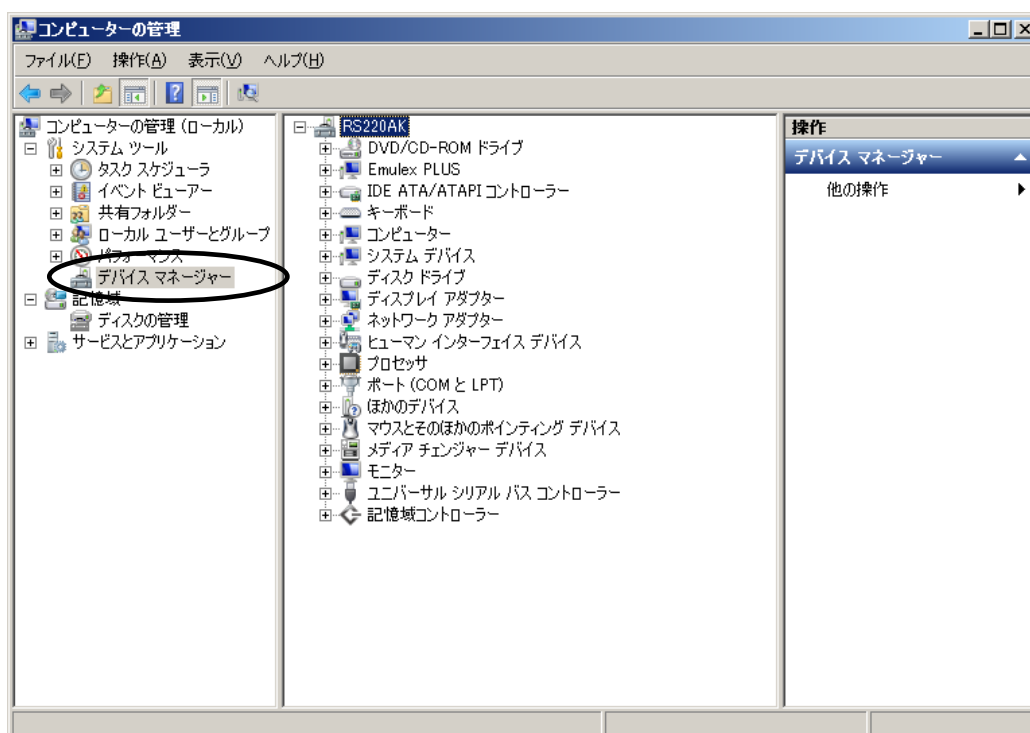 コンピューターの管理
ファイル(F) 操作(A) 表示(V) ヘルプ(H)
コンピューターの管理 (ローカル)
システム ツール
タスク スケジューラ
イベント ビューアー
共有フォルダー
ローカル ユーザーとグループ
パフォーマンス
デバイス マネージャー
記憶域
ディスクの管理
サービスとアプリケーション
RS220AK
DVD/CD-ROM ドライブ
Emulex PLUS
IDE ATA/ATAPI コントローラー
キーボード
コンピューター
システム デバイス
ディスク ドライブ
ディスプレイ アダプター
ネットワーク アダプター
ヒューマン インターフェイス デバイス
プロセッサ
ポート (COM と LPT)
ほかのデバイス
マウスとそのほかのポインティング デバイス
メディア チェンジャー デバイス
モニター
ユニバーサル シリアル バス コントローラー
記憶域コントローラー
操作
デバイス マネージャー
他の操作